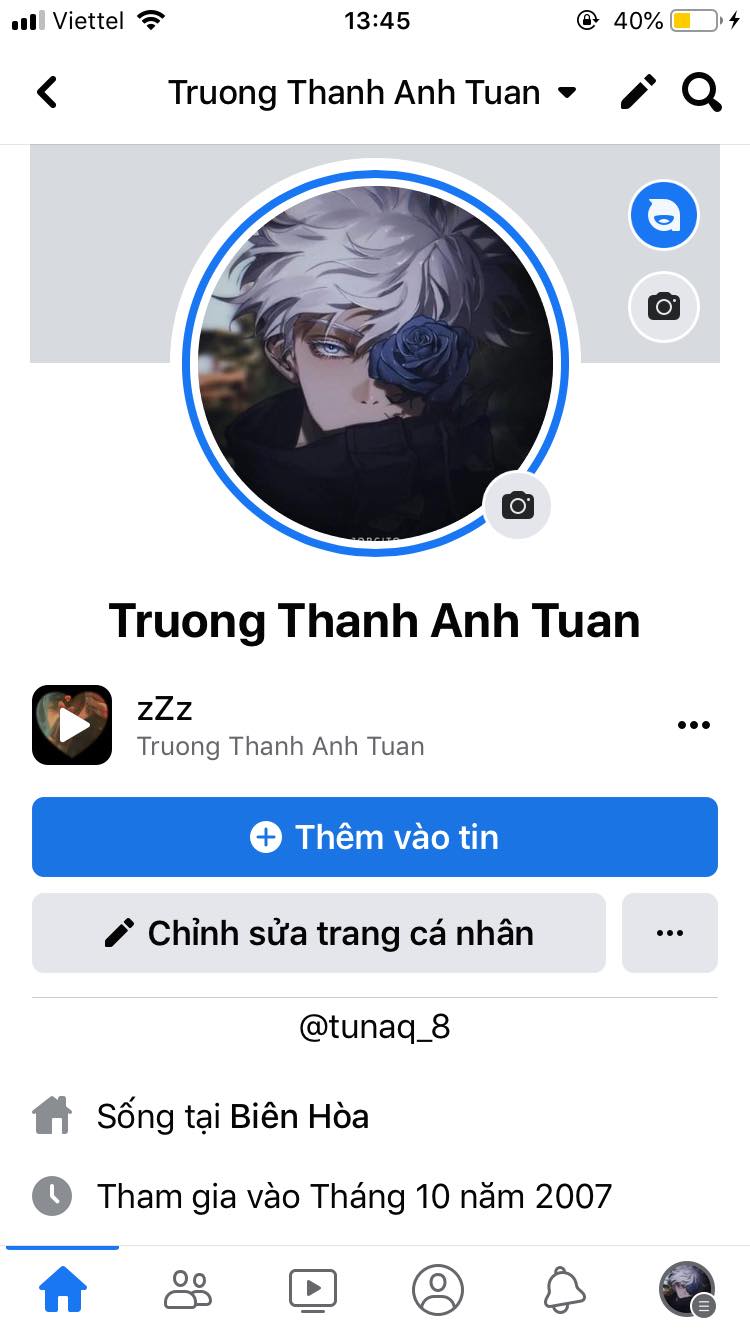 Viettel 13:45 40%
Truong Thanh Anh Tuan
Truong Thanh Anh Tuan
zZz
Truong Thanh Anh Tuan
Thêm vào tin
Chỉnh sửa trang cá nhân
@tunaq_8
Sống tại Biên Hòa
Tham gia vào Tháng 10 năm 2007